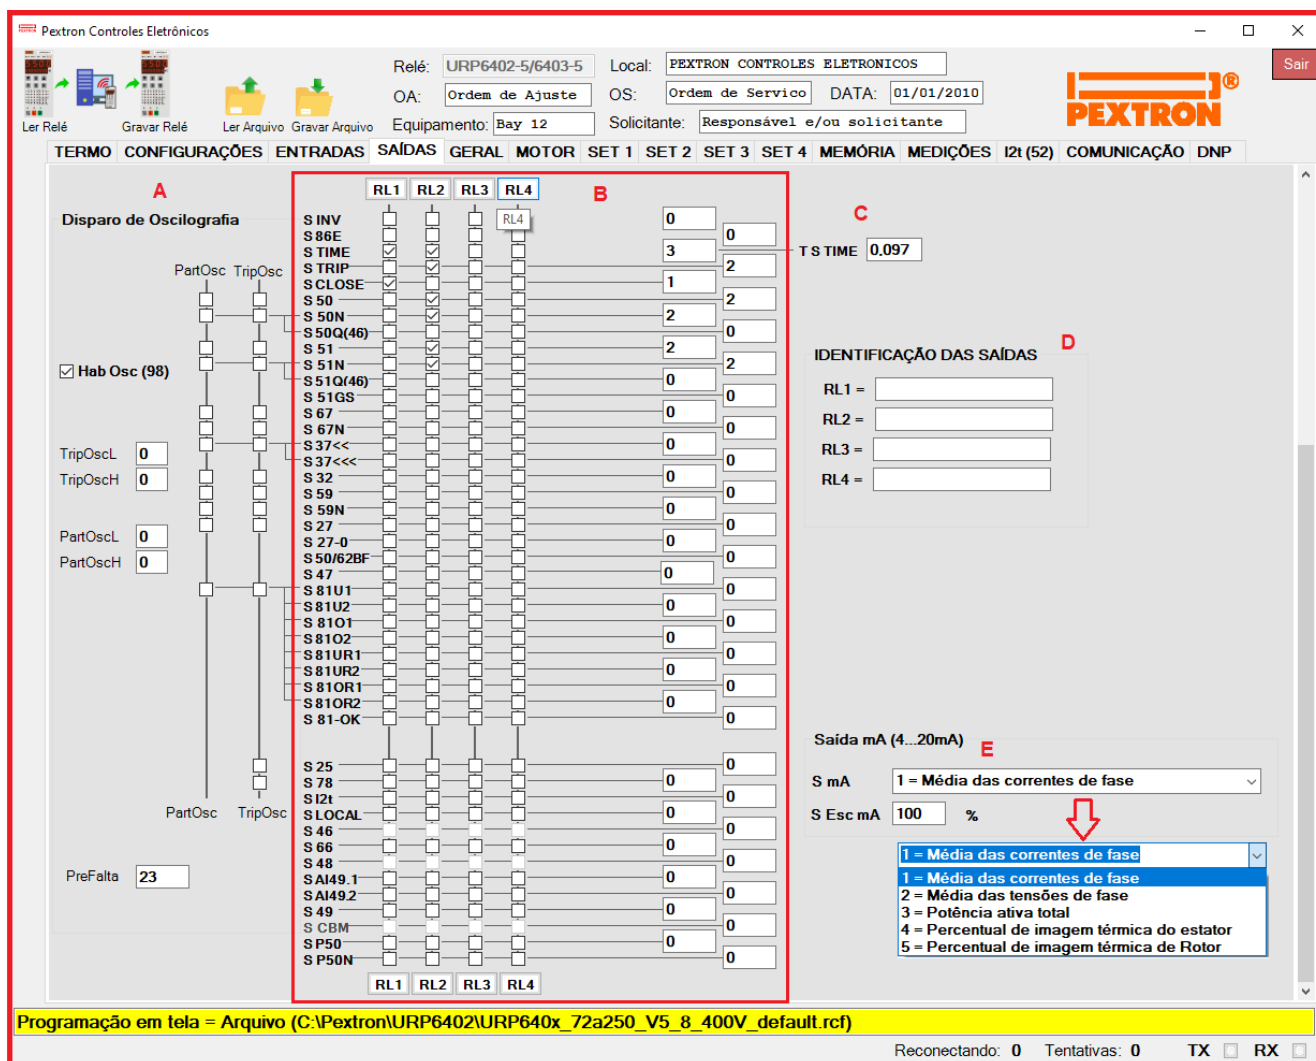 Pextron Controles Eletrônicos
Relé: URP6402-5/6403-5 Local: PEXTRON CONTROLES ELETRONICOS Sair
OA: Ordem de Ajuste OS: Ordem de Servico DATA: 01/01/2010
Ler Relé Gravar Relé Ler Arquivo Gravar Arquivo Equipamento: Bay 12 Solicitante: Responsável e/ou solicitante PEXTRON ®
TERMO CONFIGURAÇÕES ENTRADAS SAÍDAS GERAL MOTOR SET 1 SET 2 SET 3 SET 4 MEMÓRIA MEDIÇÕES I2t (52) COMUNICAÇÃO DNP
A
Disparo de Oscilografia
PartOsc TripOsc
Hab Osc (98)
TripOscL 0
TripOscH 0
PartOscL 0
PartOscH 0
PartOsc TripOsc
PreFalta 23
RL1 RL2 RL3 RL4 B
RL4
S INV 0
S 86E 0
S TIME 3
S TRIP 2
S CLOSE 1
S 50 2
S 50N 2
S 50Q(46) 0
S 51 2
S 51N 2
S 51Q(46) 0
S 51GS 0
S 67 0
S 67N 0
S 37<< 0
S 37<<< 0
S 32 0
S 59 0
S 59N 0
S 27 0
S 27-0 0
S 50/62BF 0
S 47 0
S 81U1 0
S 81U2 0
S 81O1 0
S 81O2 0
S 81UR1 0
S 81UR2 0
S 81OR1 0
S 81OR2 0
S 81-OK 0
S 25 0
S 78 0
S I2t 0
S LOCAL 0
S 46 0
S 66 0
S 48 0
S AI49.1 0
S AI49.2 0
S 49 0
S CBM 0
S P50 0
S P50N 0
RL1 RL2 RL3 RL4
C
T S TIME 0.097
D
IDENTIFICAÇÃO DAS SAÍDAS
RL1 =
RL2 =
RL3 =
RL4 =
Saída mA (4...20mA)
E
S mA 1 = Média das correntes de fase
S Esc mA 100 %
1 = Média das correntes de fase
1 = Média das correntes de fase
2 = Média das tensões de fase
3 = Potência ativa total
4 = Percentual de imagem térmica do estator
5 = Percentual de imagem térmica de Rotor
Programação em tela = Arquivo (C:\Pextron\URP6402\URP640x_72a250_V5_8_400V_default.rcf)
Reconectando: 0 Tentativas: 0 TX RX